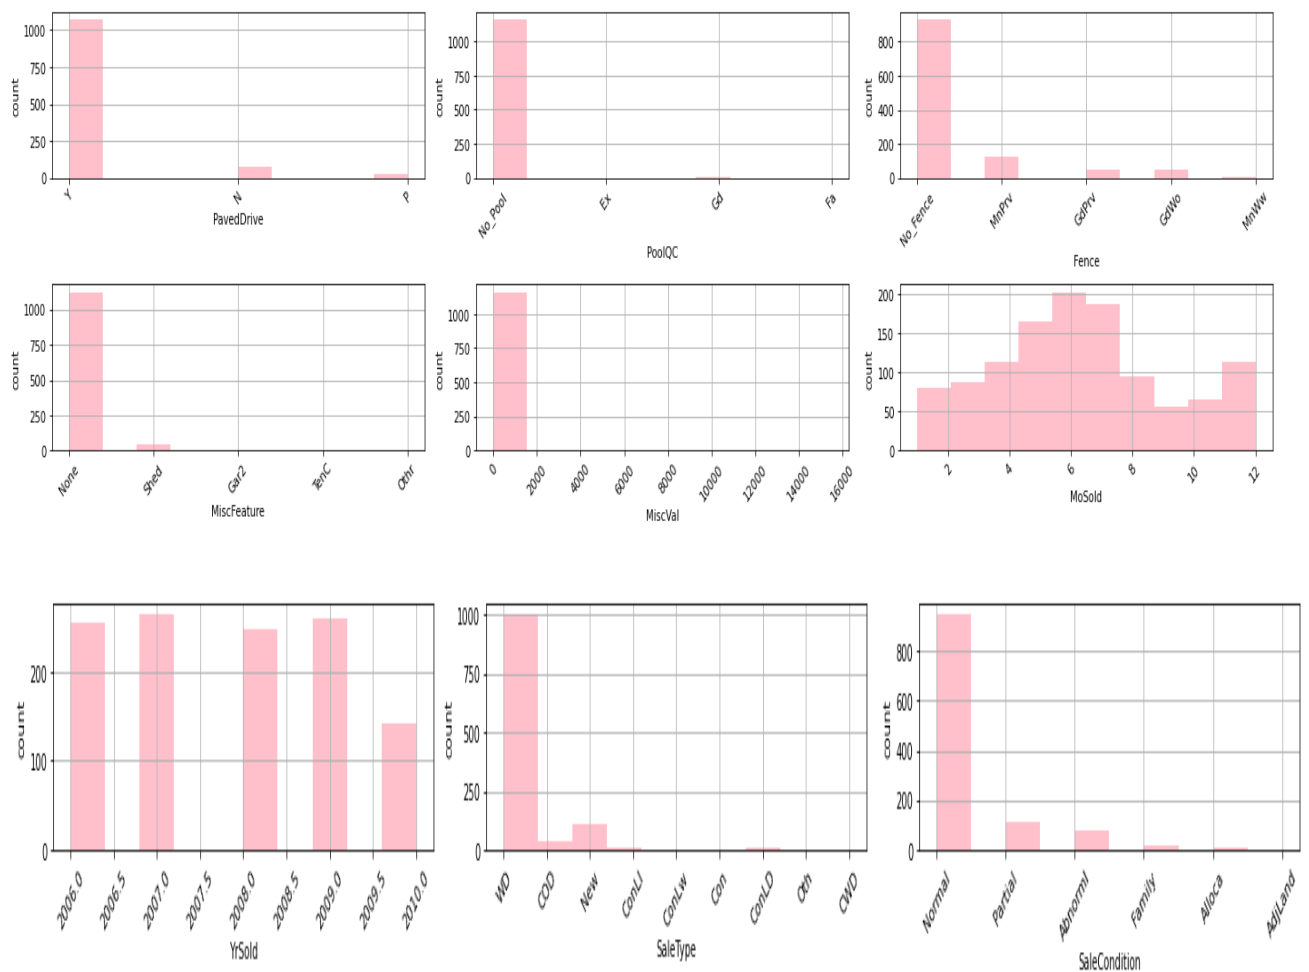 count
1000
750
500
250
0
Y
N
P
PavedDrive
count
1000
750
500
250
0
No_Pool
Ex
Gd
Fa
PoolQC
count
800
600
400
200
0
No_Fence
MnPrv
GdPrv
GdWo
MnWw
Fence
count
1000
750
500
250
0
None
Shed
Gar2
TenC
Othr
MiscFeature
count
1000
750
500
250
0
0
2000
4000
6000
8000
10000
12000
14000
16000
MiscVal
count
200
150
100
50
0
2
4
6
8
10
12
MoSold
count
200
100
0
2006.0
2006.5
2007.0
2007.5
2008.0
2008.5
2009.0
2009.5
2010.0
YrSold
count
1000
750
500
250
0
WD
COD
New
ConLI
ConLw
Con
ConLD
Oth
CWD
SaleType
count
800
600
400
200
0
Normal
Partial
Abnorml
Family
Alloca
AdjLand
SaleCondition